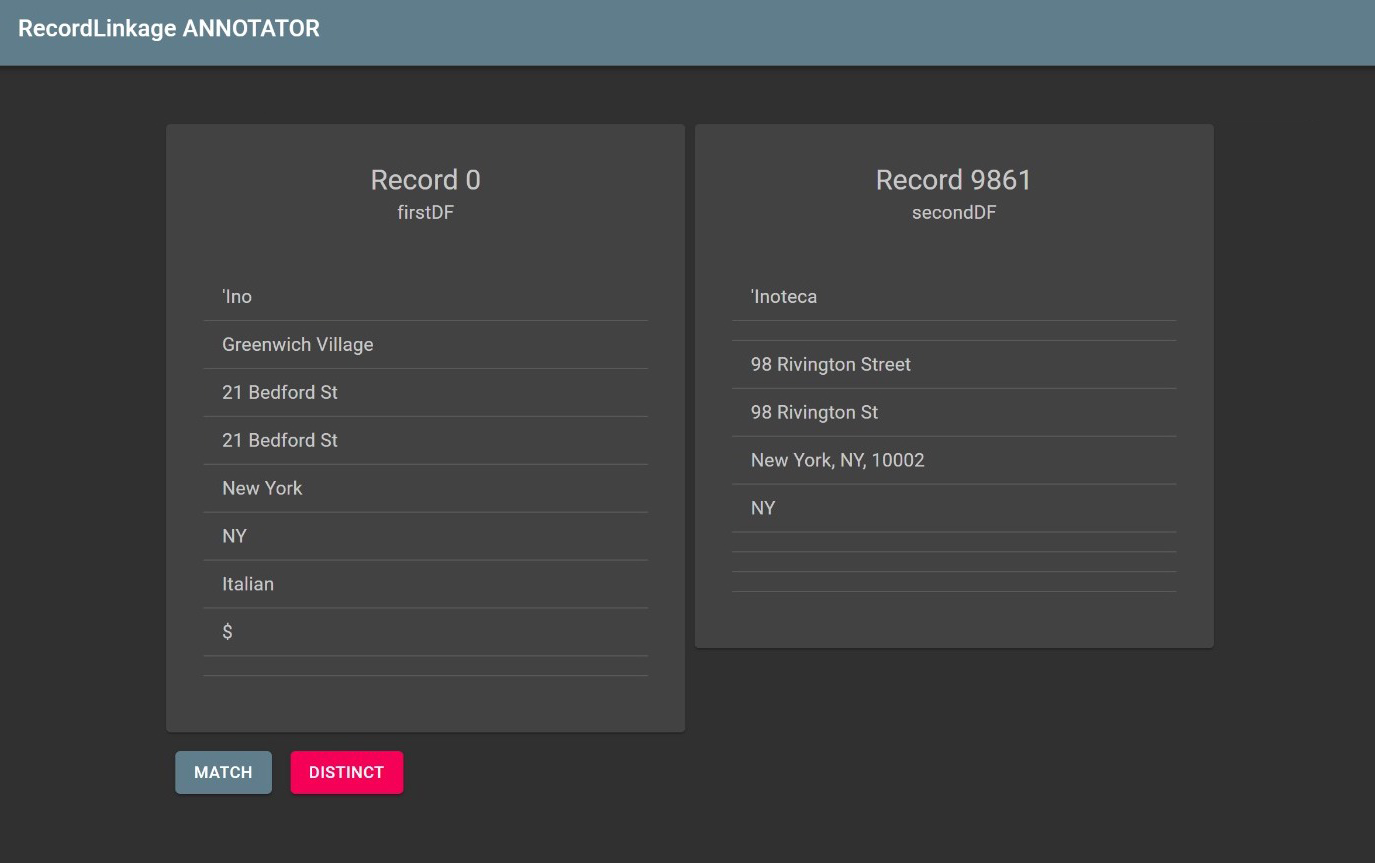 RecordLinkage ANNOTATOR
Record 0
firstDF
'Ino
Greenwich Village
21 Bedford St
21 Bedford St
New York
NY
Italian
$
Record 9861
secondDF
'Inoteca
98 Rivington Street
98 Rivington St
New York, NY, 10002
NY
MATCH
DISTINCT